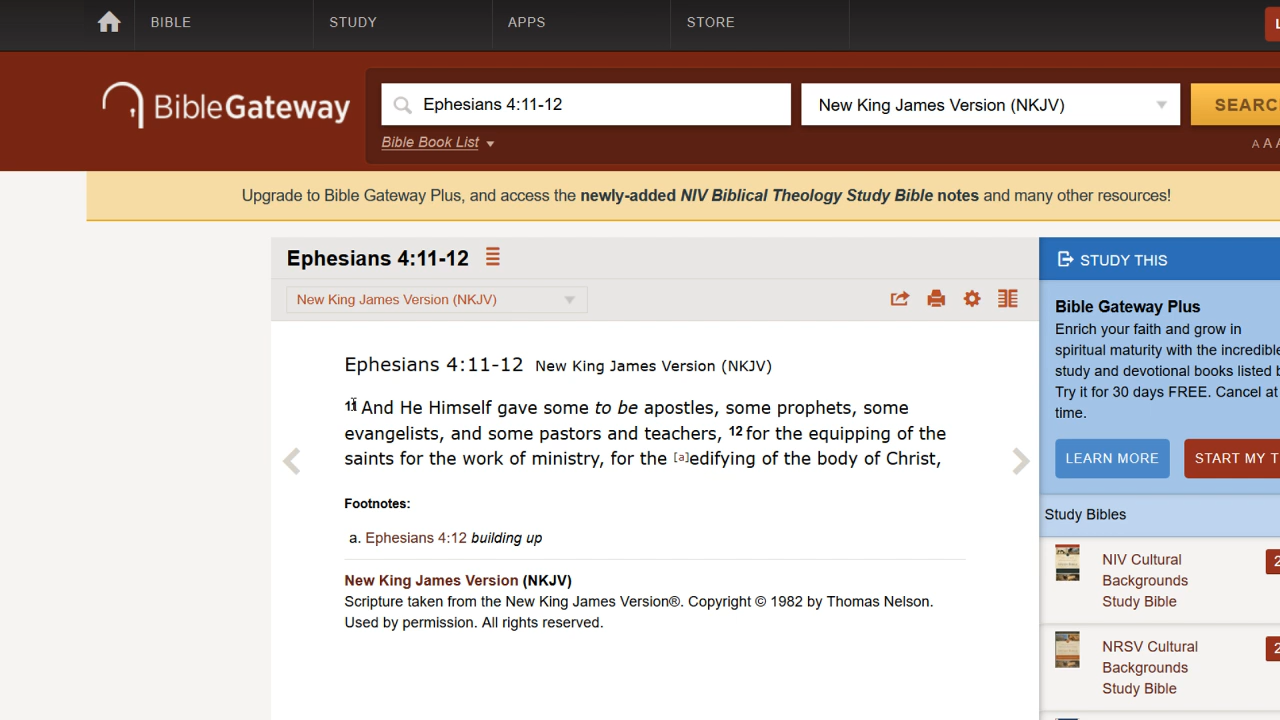 BIBLE STUDY APPS STORE
BibleGateway
Ephesians 4:11-12
New King James Version (NKJV)
Bible Book List
A A
Upgrade to Bible Gateway Plus, and access the newly-added NIV Biblical Theology Study Bible notes and many other resources!
Ephesians 4:11-12
New King James Version (NKJV)
Ephesians 4:11-12 New King James Version (NKJV)
11 And He Himself gave some to be apostles, some prophets, some
evangelists, and some pastors and teachers, 12 for the equipping of the
saints for the work of ministry, for the [a]edifying of the body of Christ,
Footnotes:
a. Ephesians 4:12 building up
New King James Version (NKJV)
Scripture taken from the New King James Version®. Copyright © 1982 by Thomas Nelson.
Used by permission. All rights reserved.
STUDY THIS
Bible Gateway Plus
Enrich your faith and grow in
spiritual maturity with the incredible
study and devotional books listed
Try it for 30 days FREE. Cancel at
time.
LEARN MORE
START MY
Study Bibles
NIV Cultural
Backgrounds
Study Bible
NRSV Cultural
Backgrounds
Study Bible